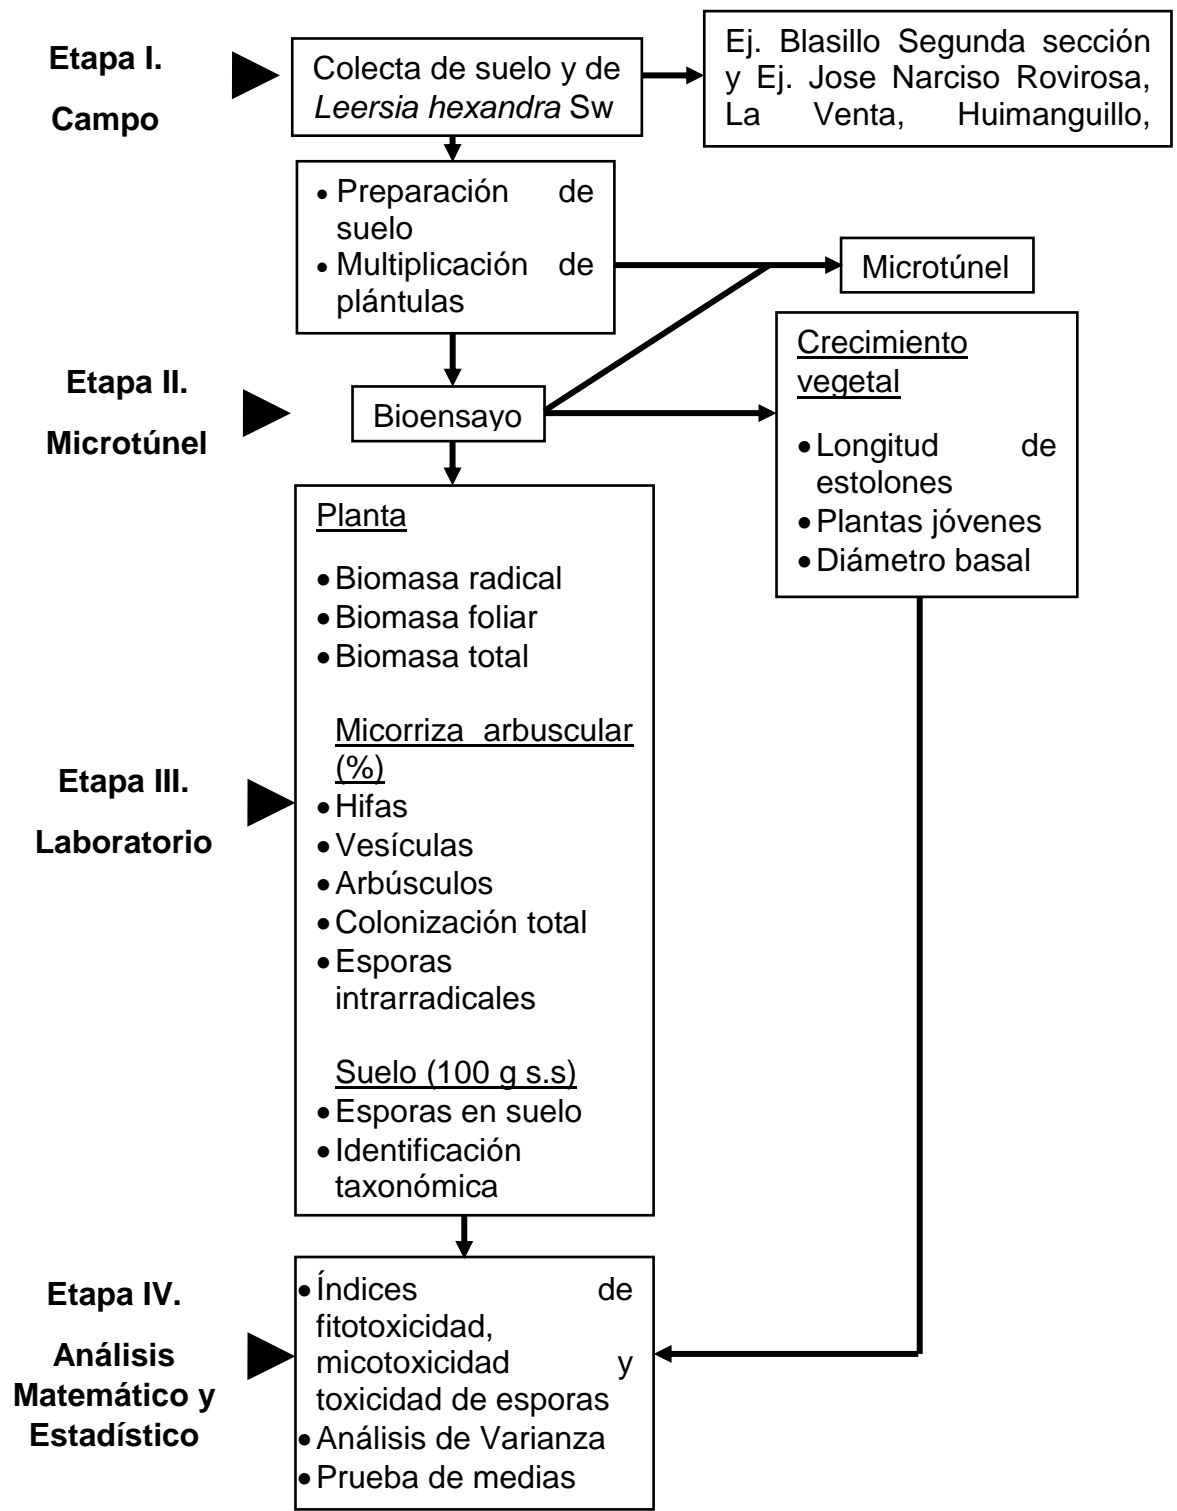 Etapa I.
Campo
Colecta de suelo y de
Leersia hexandra Sw
Ej. Blasillo Segunda sección
y Ej. Jose Narciso Rovirosa,
La Venta, Huimanguillo,
• Preparación de
suelo
• Multiplicación de
plántulas
Microtúnel
Etapa II.
Microtúnel
Bioensayo
Crecimiento
vegetal
• Longitud de
estolones
• Plantas jóvenes
• Diámetro basal
Etapa III.
Laboratorio
Planta
• Biomasa radical
• Biomasa foliar
• Biomasa total
Micorriza arbuscular
(%)
• Hifas
• Vesículas
• Arbúsculos
• Colonización total
• Esporas
intrarradicales
Suelo (100 g s.s)
• Esporas en suelo
• Identificación
taxonómica
Etapa IV.
Análisis
Matemático y
Estadístico
• Índices de
fitotoxicidad,
micotoxicidad y
toxicidad de esporas
• Análisis de Varianza
• Prueba de medias